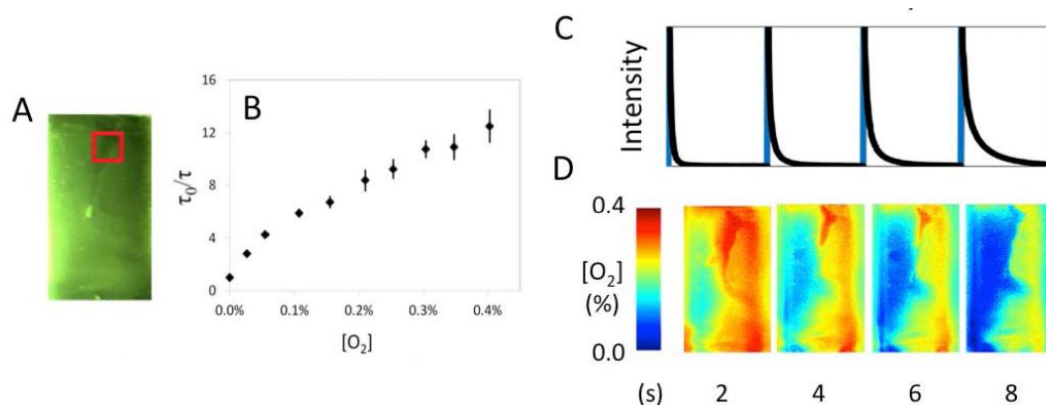 A
B
τ₀/τ
16
12
8
4
0
0.0%
0.1%
0.2%
0.3%
0.4%
[O₂]
C
Intensity
D
0.4
[O₂]
(%)
0.0
(s)
2
4
6
8